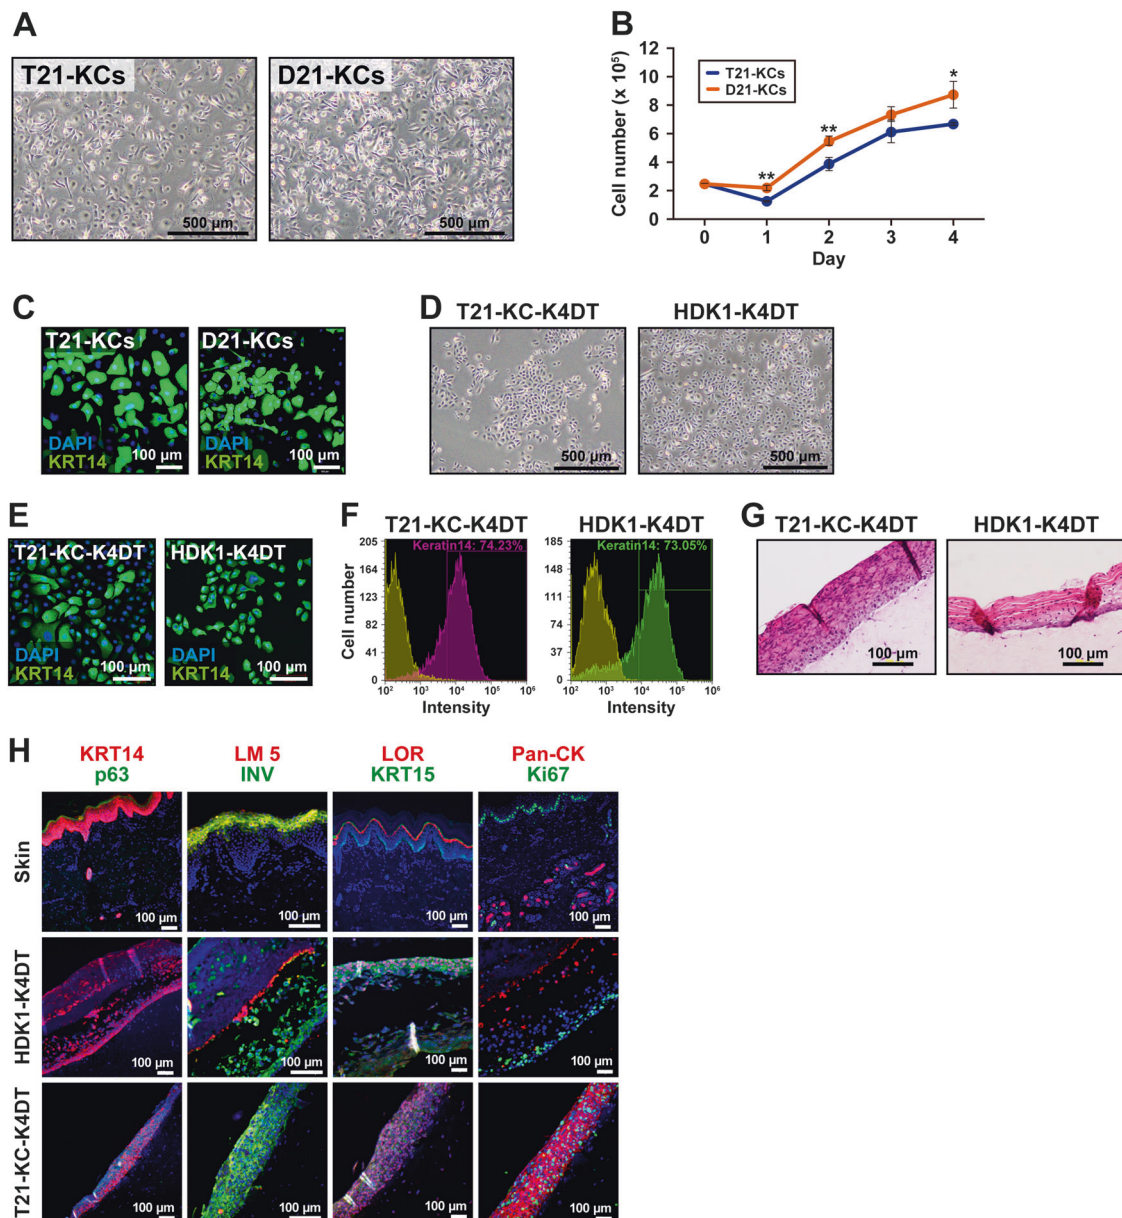 A
T21-KCs
D21-KCs
500 µm
500 µm
B
Cell number (x 10⁵)
12
10
8
6
4
2
0
T21-KCs
D21-KCs
**
**
*
0 1 2 3 4
Day
C
T21-KCs
D21-KCs
DAPI
KRT14
100 µm
DAPI
KRT14
100 µm
D
T21-KC-K4DT
HDK1-K4DT
500 µm
500 µm
E
T21-KC-K4DT
HDK1-K4DT
DAPI
KRT14
DAPI
KRT14
100 µm
100 µm
F
T21-KC-K4DT
HDK1-K4DT
Cell number
205
164
123
82
41
0
Keratin14: 74.23%
10² 10³ 10⁴ 10⁵ 10⁶
Intensity
185
148
111
74
37
0
Keratin14: 73.05%
10² 10³ 10⁴ 10⁵ 10⁶
Intensity
G
T21-KC-K4DT
HDK1-K4DT
100 µm
100 µm
H
KRT14
p63
LM 5
INV
LOR
KRT15
Pan-CK
Ki67
Skin
100 µm
100 µm
100 µm
100 µm
HDK1-K4DT
100 µm
100 µm
100 µm
100 µm
T21-KC-K4DT
100 µm
100 µm
100 µm
100 µm